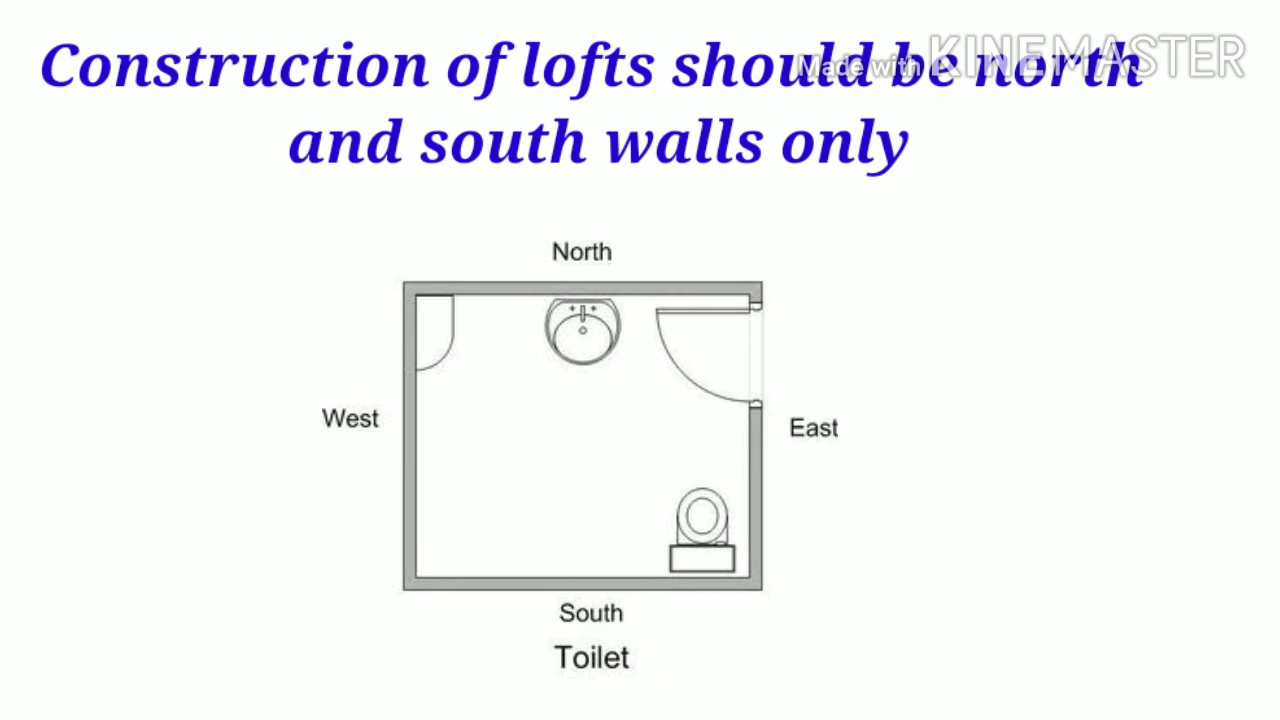 Construction of lofts should be north
Made with KINEMASTER
and south walls only
North
West
East
South
Toilet